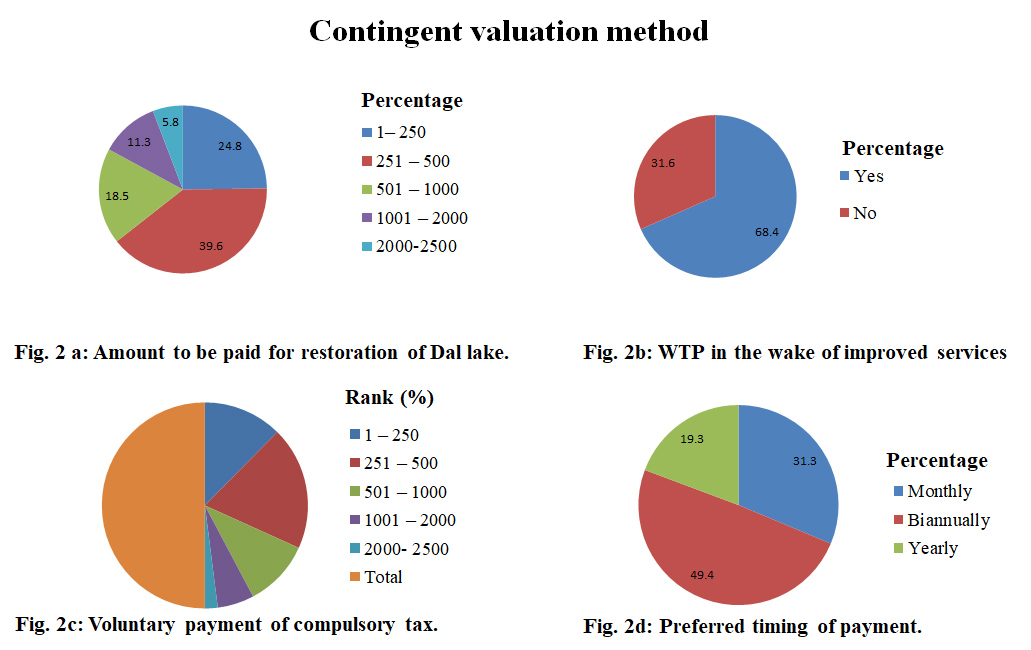 Contingent valuation method
Percentage
1– 250
251 – 500
501 – 1000
1001 – 2000
2000-2500
5.8
24.8
11.3
18.5
39.6
Fig. 2 a: Amount to be paid for restoration of Dal lake.
Percentage
Yes
No
31.6
68.4
Fig. 2b: WTP in the wake of improved services
Rank (%)
1 – 250
251 – 500
501 – 1000
1001 – 2000
2000- 2500
Total
Fig. 2c: Voluntary payment of compulsory tax.
19.3
31.3
49.4
Percentage
Monthly
Biannually
Yearly
Fig. 2d: Preferred timing of payment.